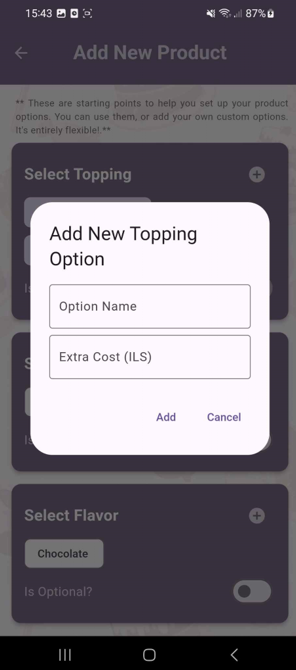 15:43
87%
Add New Product
** These are starting points to help you set up your product
options. You can use them, or add your own custom options.
It's entirely flexible!.**
Select Topping
Add New Topping
Option
Option Name
Extra Cost (ILS)
Add
Cancel
Select Flavor
Chocolate
Is Optional?